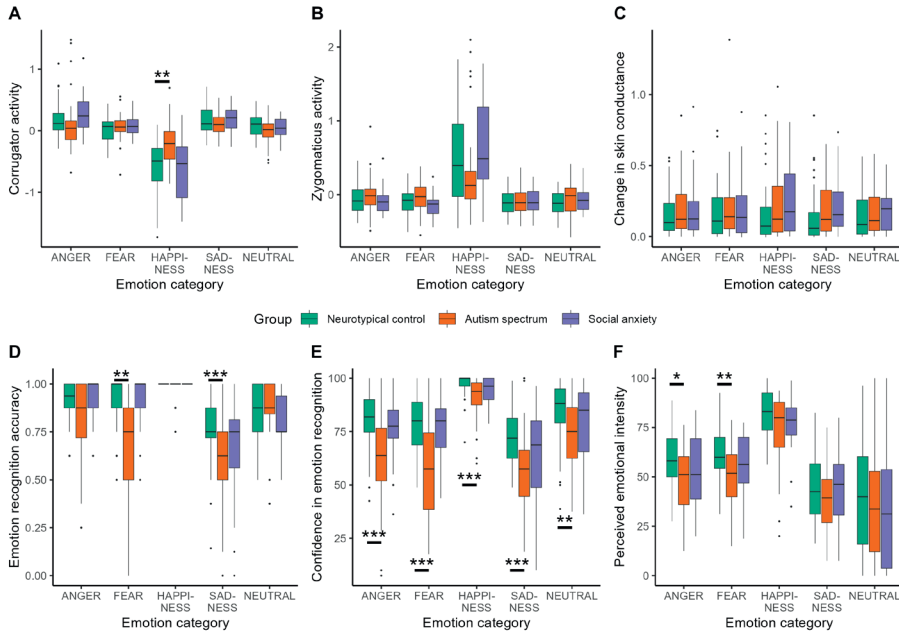 A
Corrugator activity
1
0
-1
**
ANGER FEAR HAPPI- SAD- NEUTRAL
NESS NESS
Emotion category
B
Zygomaticus activity
2
1
0
ANGER FEAR HAPPI- SAD- NEUTRAL
NESS NESS
Emotion category
C
Change in skin conductance
1.0
0.5
0.0
ANGER FEAR HAPPI- SAD- NEUTRAL
NESS NESS
Emotion category
Group Neurotypical control Autism spectrum Social anxiety
D
Emotion recognition accuracy
1.00
0.75
0.50
0.25
0.00
** ***
ANGER FEAR HAPPI- SAD- NEUTRAL
NESS NESS
Emotion category
E
Confidence in emotion recognition
100
75
50
25
*** *** *** *** **
ANGER FEAR HAPPI- SAD- NEUTRAL
NESS NESS
Emotion category
F
Perceived emotional intensity
100
75
50
25
0
* **
ANGER FEAR HAPPI- SAD- NEUTRAL
NESS NESS
Emotion category